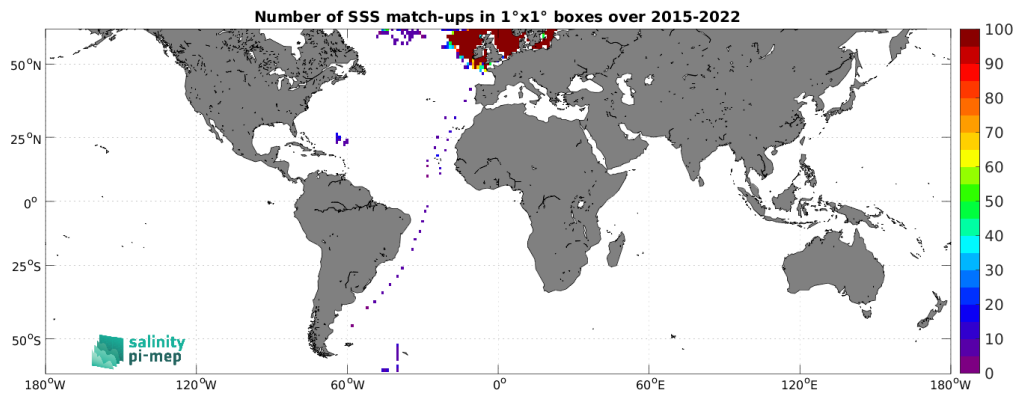 Number of SSS match-ups in 1°x1° boxes over 2015-2022
50°N
25°N
0°
25°S
50°S
180°W
120°W
60°W
0°
60°E
120°E
180°W
100
90
80
70
60
50
40
30
20
10
0
salinity
pi-mep